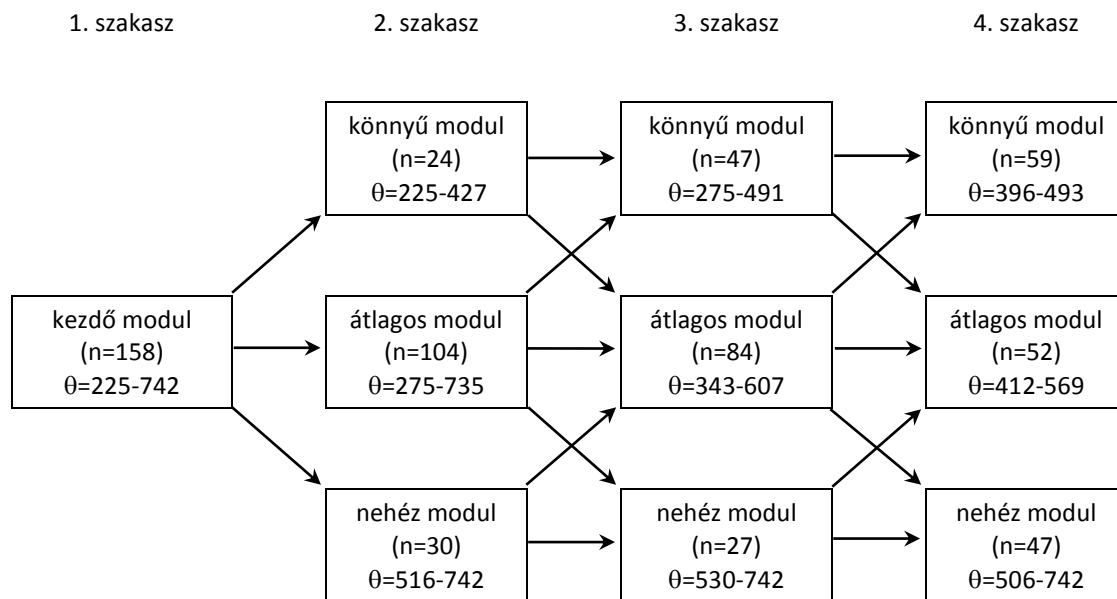 1. szakasz
2. szakasz
3. szakasz
4. szakasz
könnyű modul
(n=24)
θ=225-427
könnyű modul
(n=47)
θ=275-491
könnyű modul
(n=59)
θ=396-493
kezdő modul
(n=158)
θ=225-742
átlagos modul
(n=104)
θ=275-735
átlagos modul
(n=84)
θ=343-607
átlagos modul
(n=52)
θ=412-569
nehéz modul
(n=30)
θ=516-742
nehéz modul
(n=27)
θ=530-742
nehéz modul
(n=47)
θ=506-742